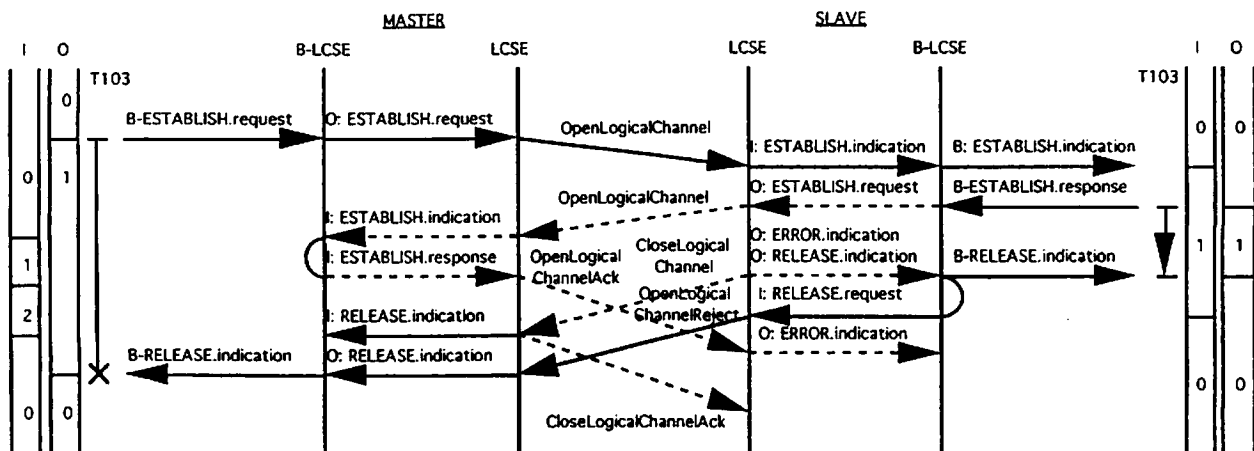 MASTER
SLAVE
I O B-LCSE LCSE LCSE B-LCSE I O
T103 T103
0 0 0
B-ESTABLISH.request O: ESTABLISH.request OpenLogicalChannel
I: ESTABLISH.indication B: ESTABLISH.indication
0 1
OpenLogicalChannel O: ESTABLISH.request B-ESTABLISH.response
I: ESTABLISH.indication
O: ERROR.indication
1 1 1
I: ESTABLISH.response OpenLogical ChannelAck CloseLogical Channel O: RELEASE.indication B-RELEASE.indication
2
OpenLogical ChannelReject I: RELEASE.request
I: RELEASE.indication
O: ERROR.indication
B-RELEASE.indication O: RELEASE.indication
0 0 0 0
CloseLogicalChannelAck